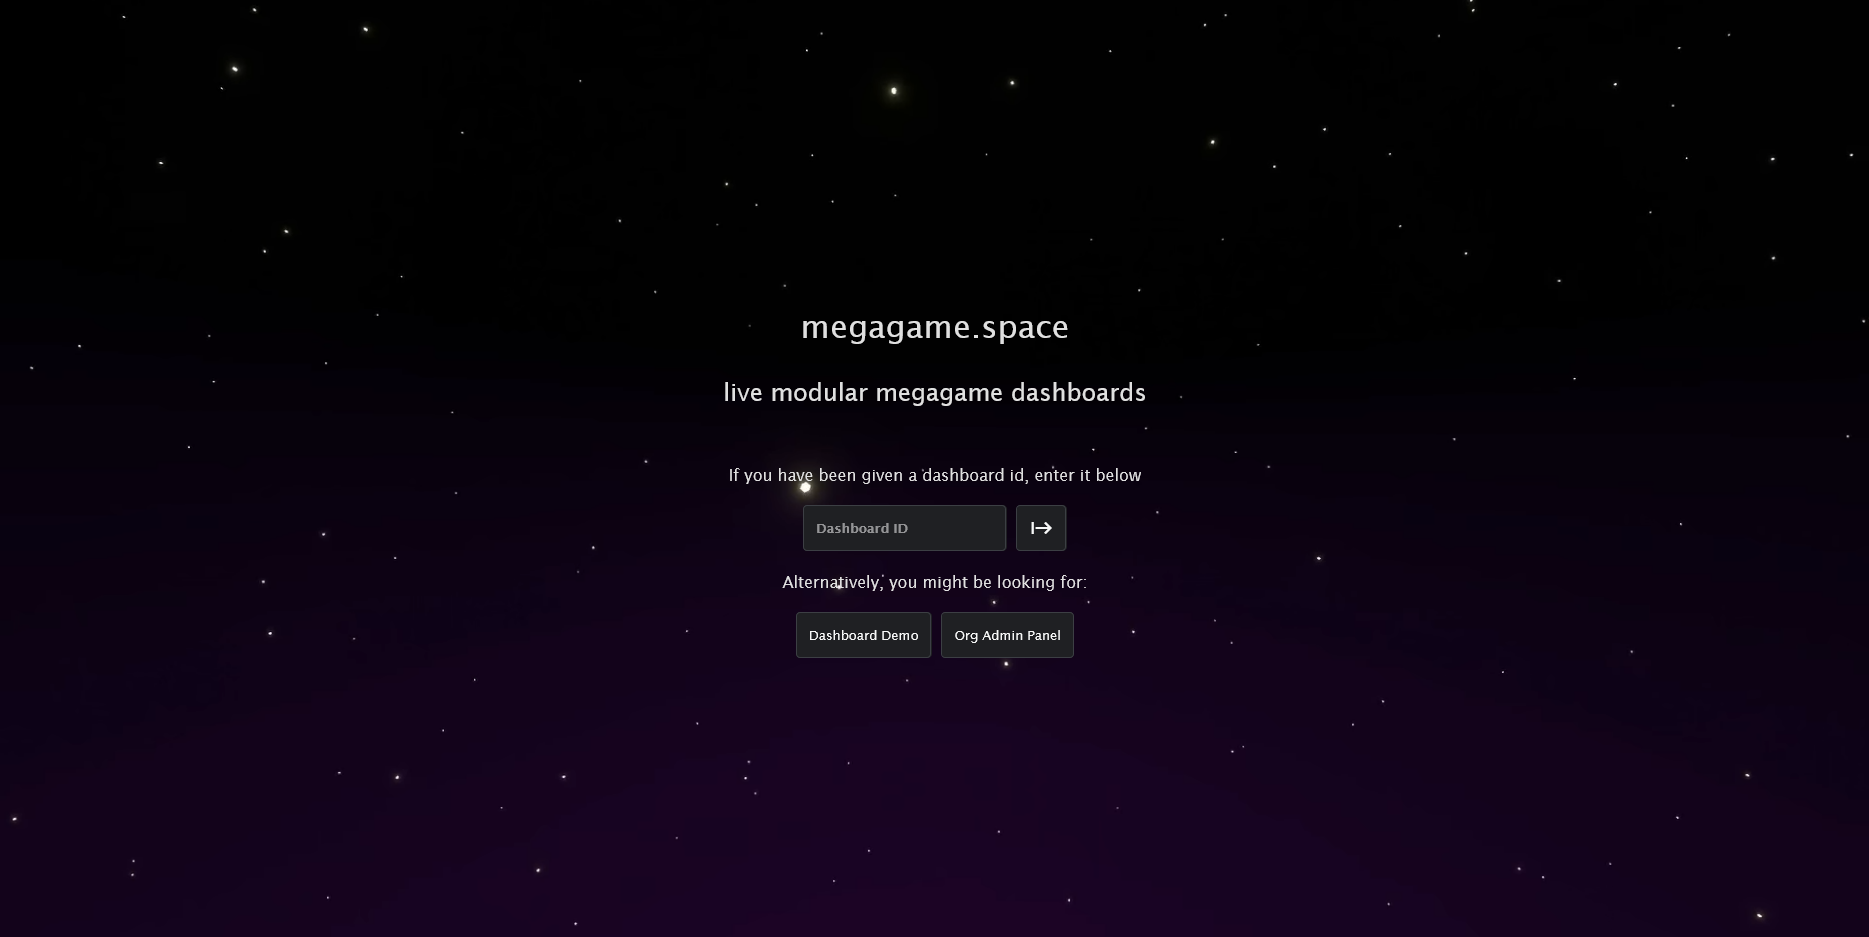 megagame.space
live modular megagame dashboards
If you have been given a dashboard id, enter it below
Dashboard ID
Alternatively, you might be looking for:
Dashboard Demo
Org Admin Panel